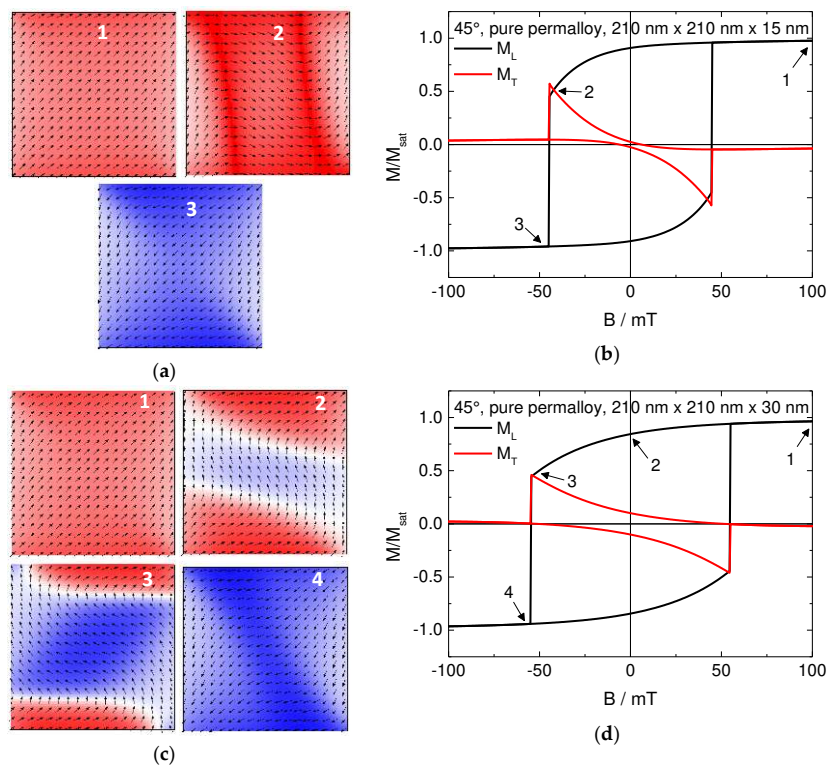 1
2
3
(a)
45°, pure permalloy, 210 nm x 210 nm x 15 nm
M_L
M_T
1
2
3
M/M_sat
1.0
0.5
0.0
-0.5
-1.0
-100 -50 0 50 100
B / mT
(b)
1
2
3
4
(c)
45°, pure permalloy, 210 nm x 210 nm x 30 nm
M_L
M_T
1
2
3
4
M/M_sat
1.0
0.5
0.0
-0.5
-1.0
-100 -50 0 50 100
B / mT
(d)